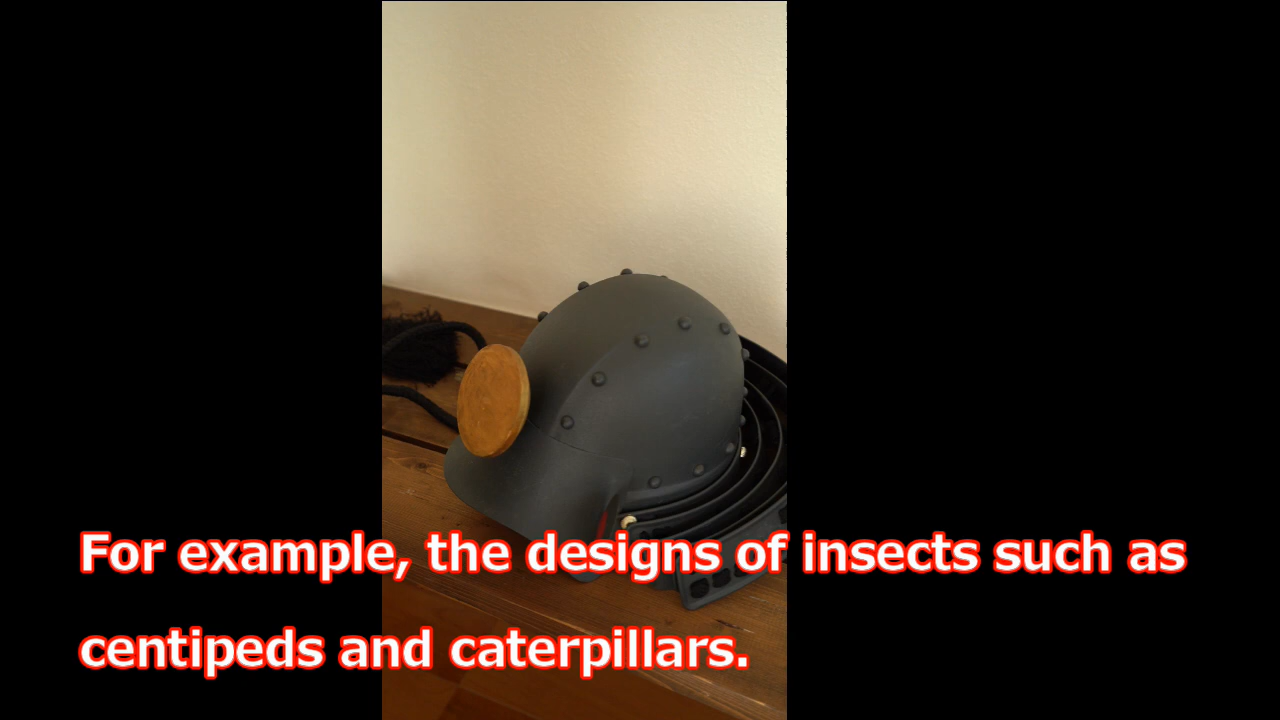 For example, the designs of insects such as
centipeds and caterpillars.